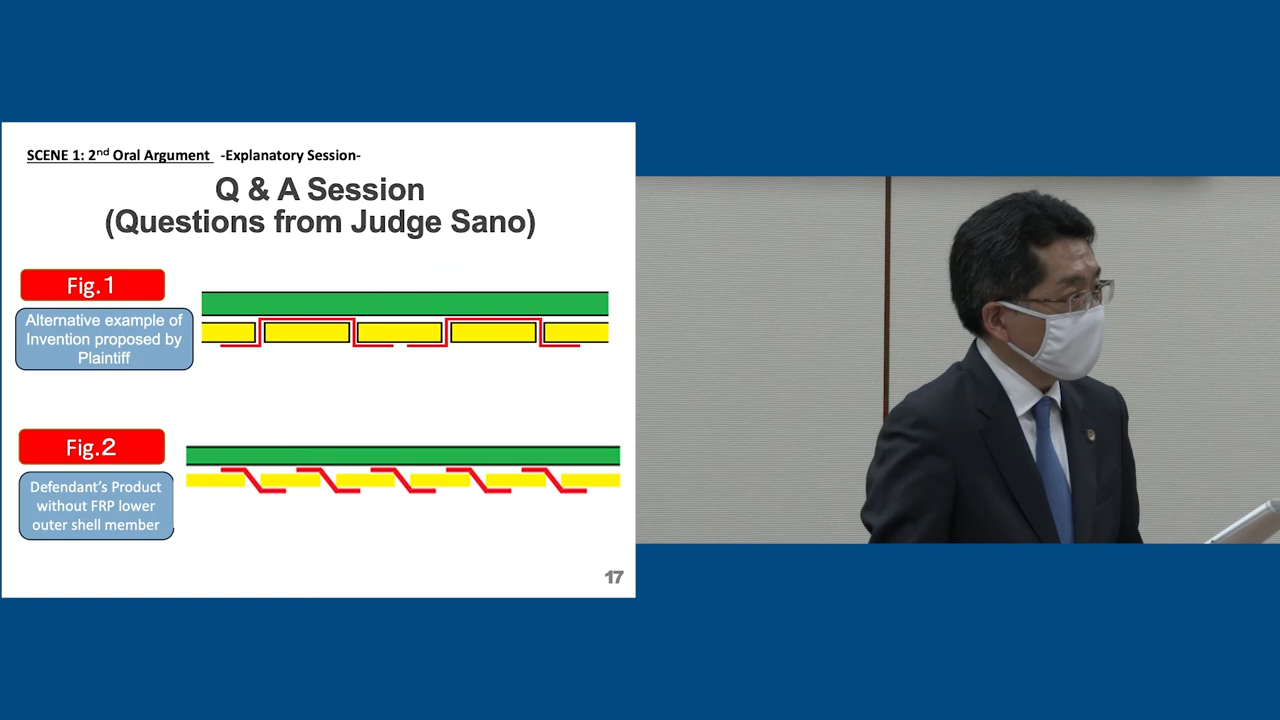 SCENE 1: 2nd Oral Argument -Explanatory Session-
Q & A Session
(Questions from Judge Sano)
Fig.1
Alternative example of
Invention proposed by
Plaintiff
Fig.2
Defendant’s Product
without FRP lower
outer shell member
17